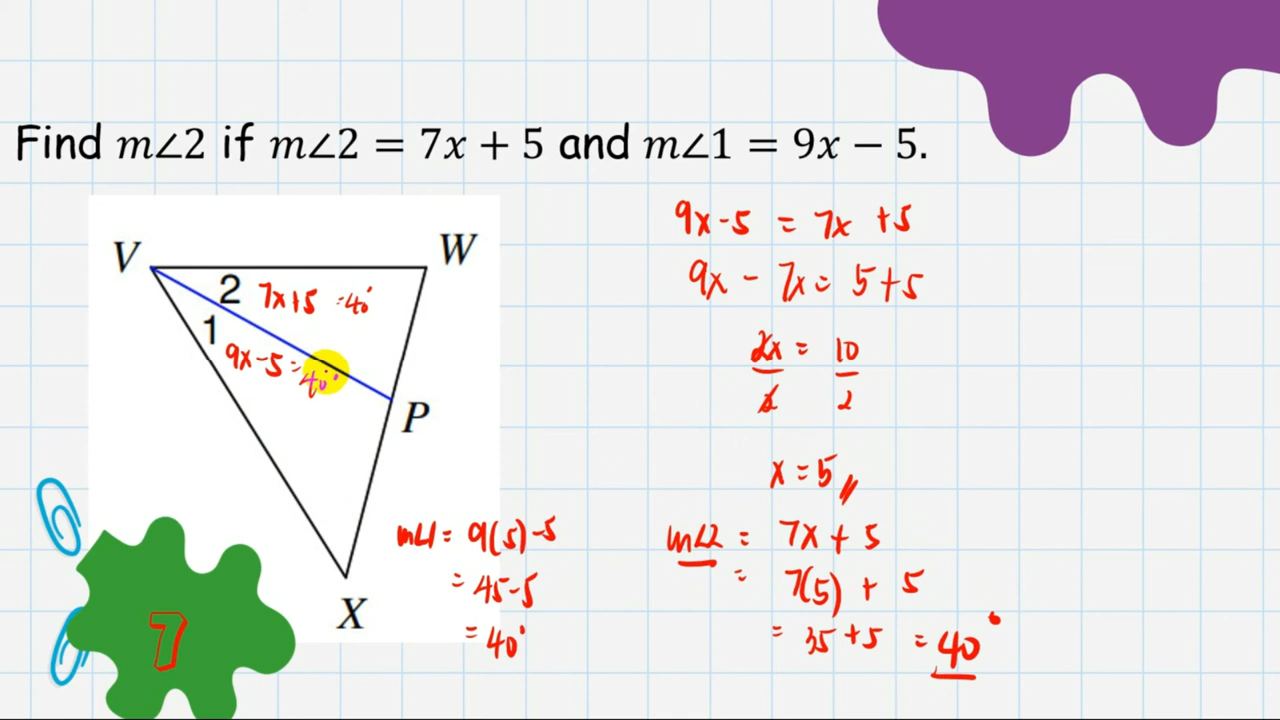 Find m∠2 if m∠2 = 7x + 5 and m∠1 = 9x − 5.
V
W
2
7x+5 =40°
1
9x-5 =
40°
P
X
9x-5 = 7x +5
9x - 7x = 5+5
2x = 10
2 2
x = 5
m∠1 = 9(5)-5
= 45-5
= 40°
m∠2 = 7x + 5
= 7(5) + 5
= 35 +5 = 40°
7